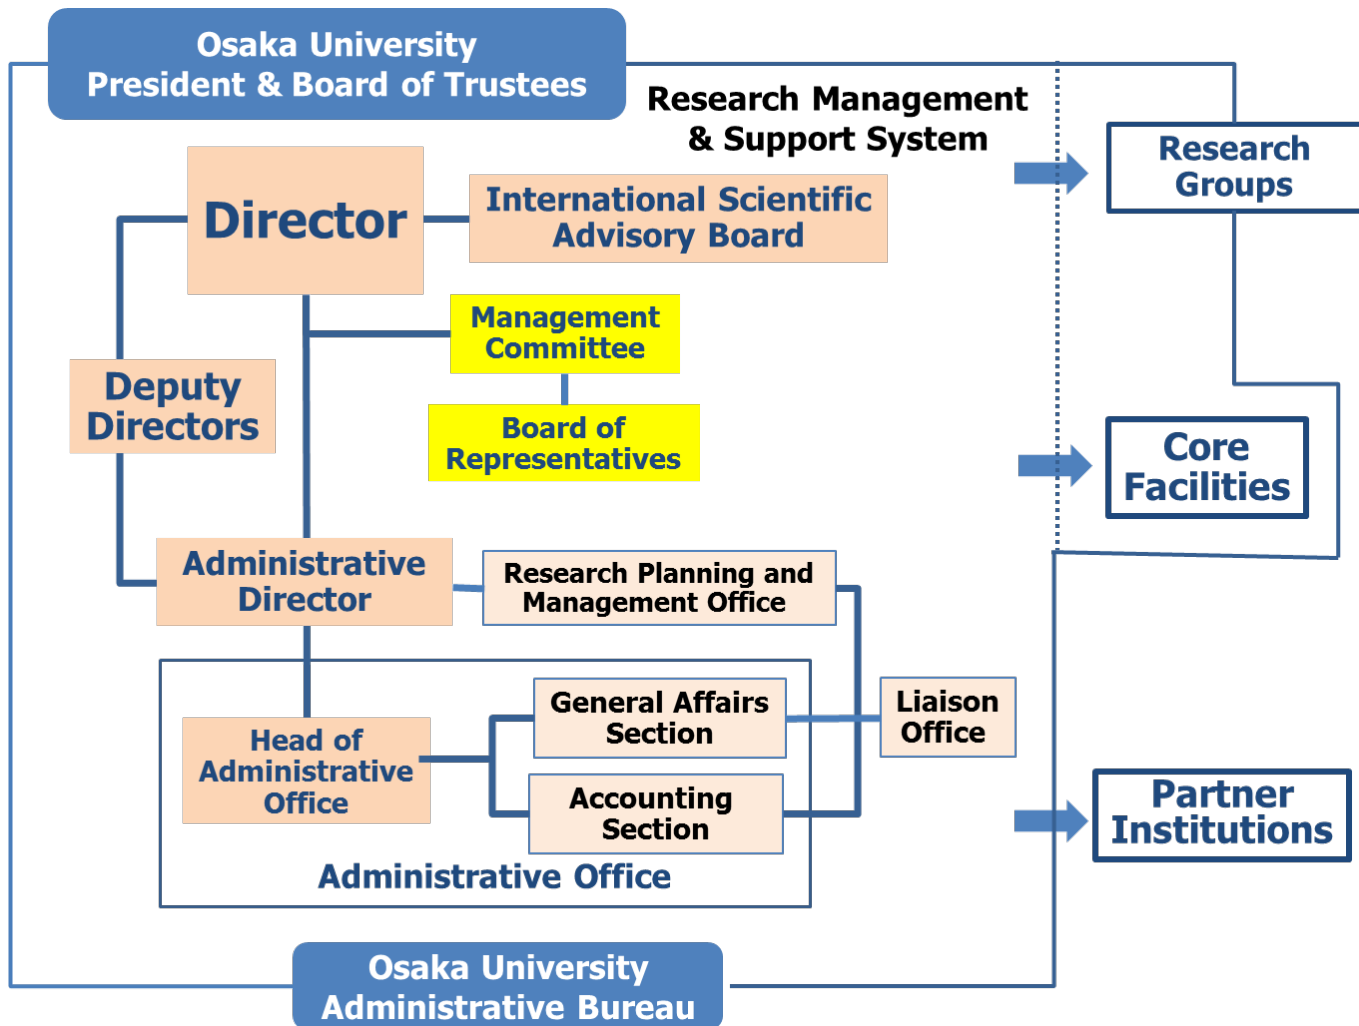 Osaka University
President & Board of Trustees
Research Management
& Support System
Research
Groups
Director
International Scientific
Advisory Board
Management
Committee
Deputy
Directors
Board of
Representatives
Core
Facilities
Administrative
Director
Research Planning and
Management Office
General Affairs
Section
Liaison
Office
Head of
Administrative
Office
Accounting
Section
Partner
Institutions
Administrative Office
Osaka University
Administrative Bureau